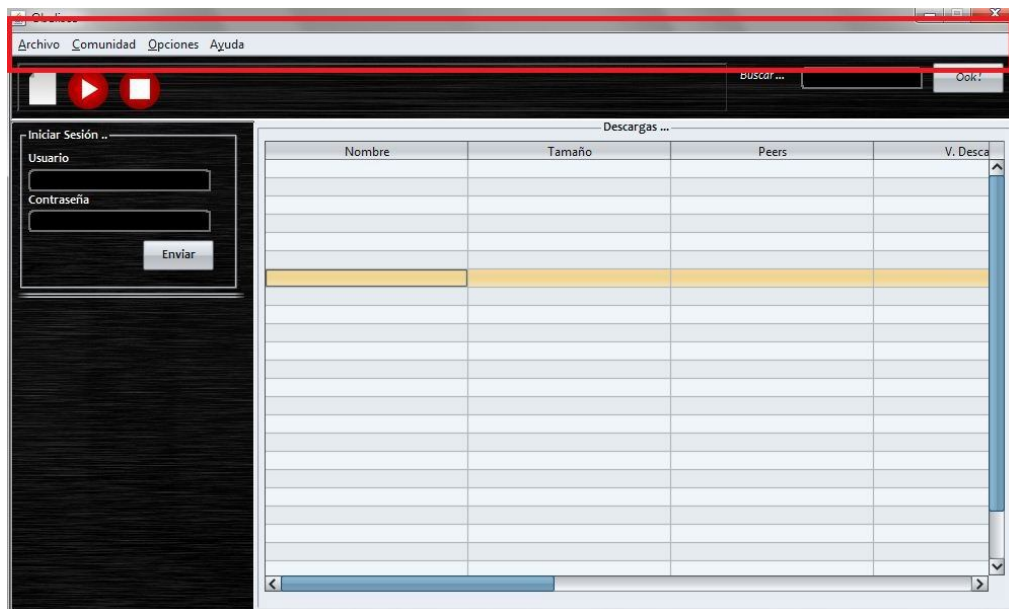 Archivo Comunidad Opciones Ayuda
Buscar ...
Ook!
Iniciar Sesión ..
Usuario
Contraseña
Enviar
Descargas ...
Nombre Tamaño Peers V. Desca